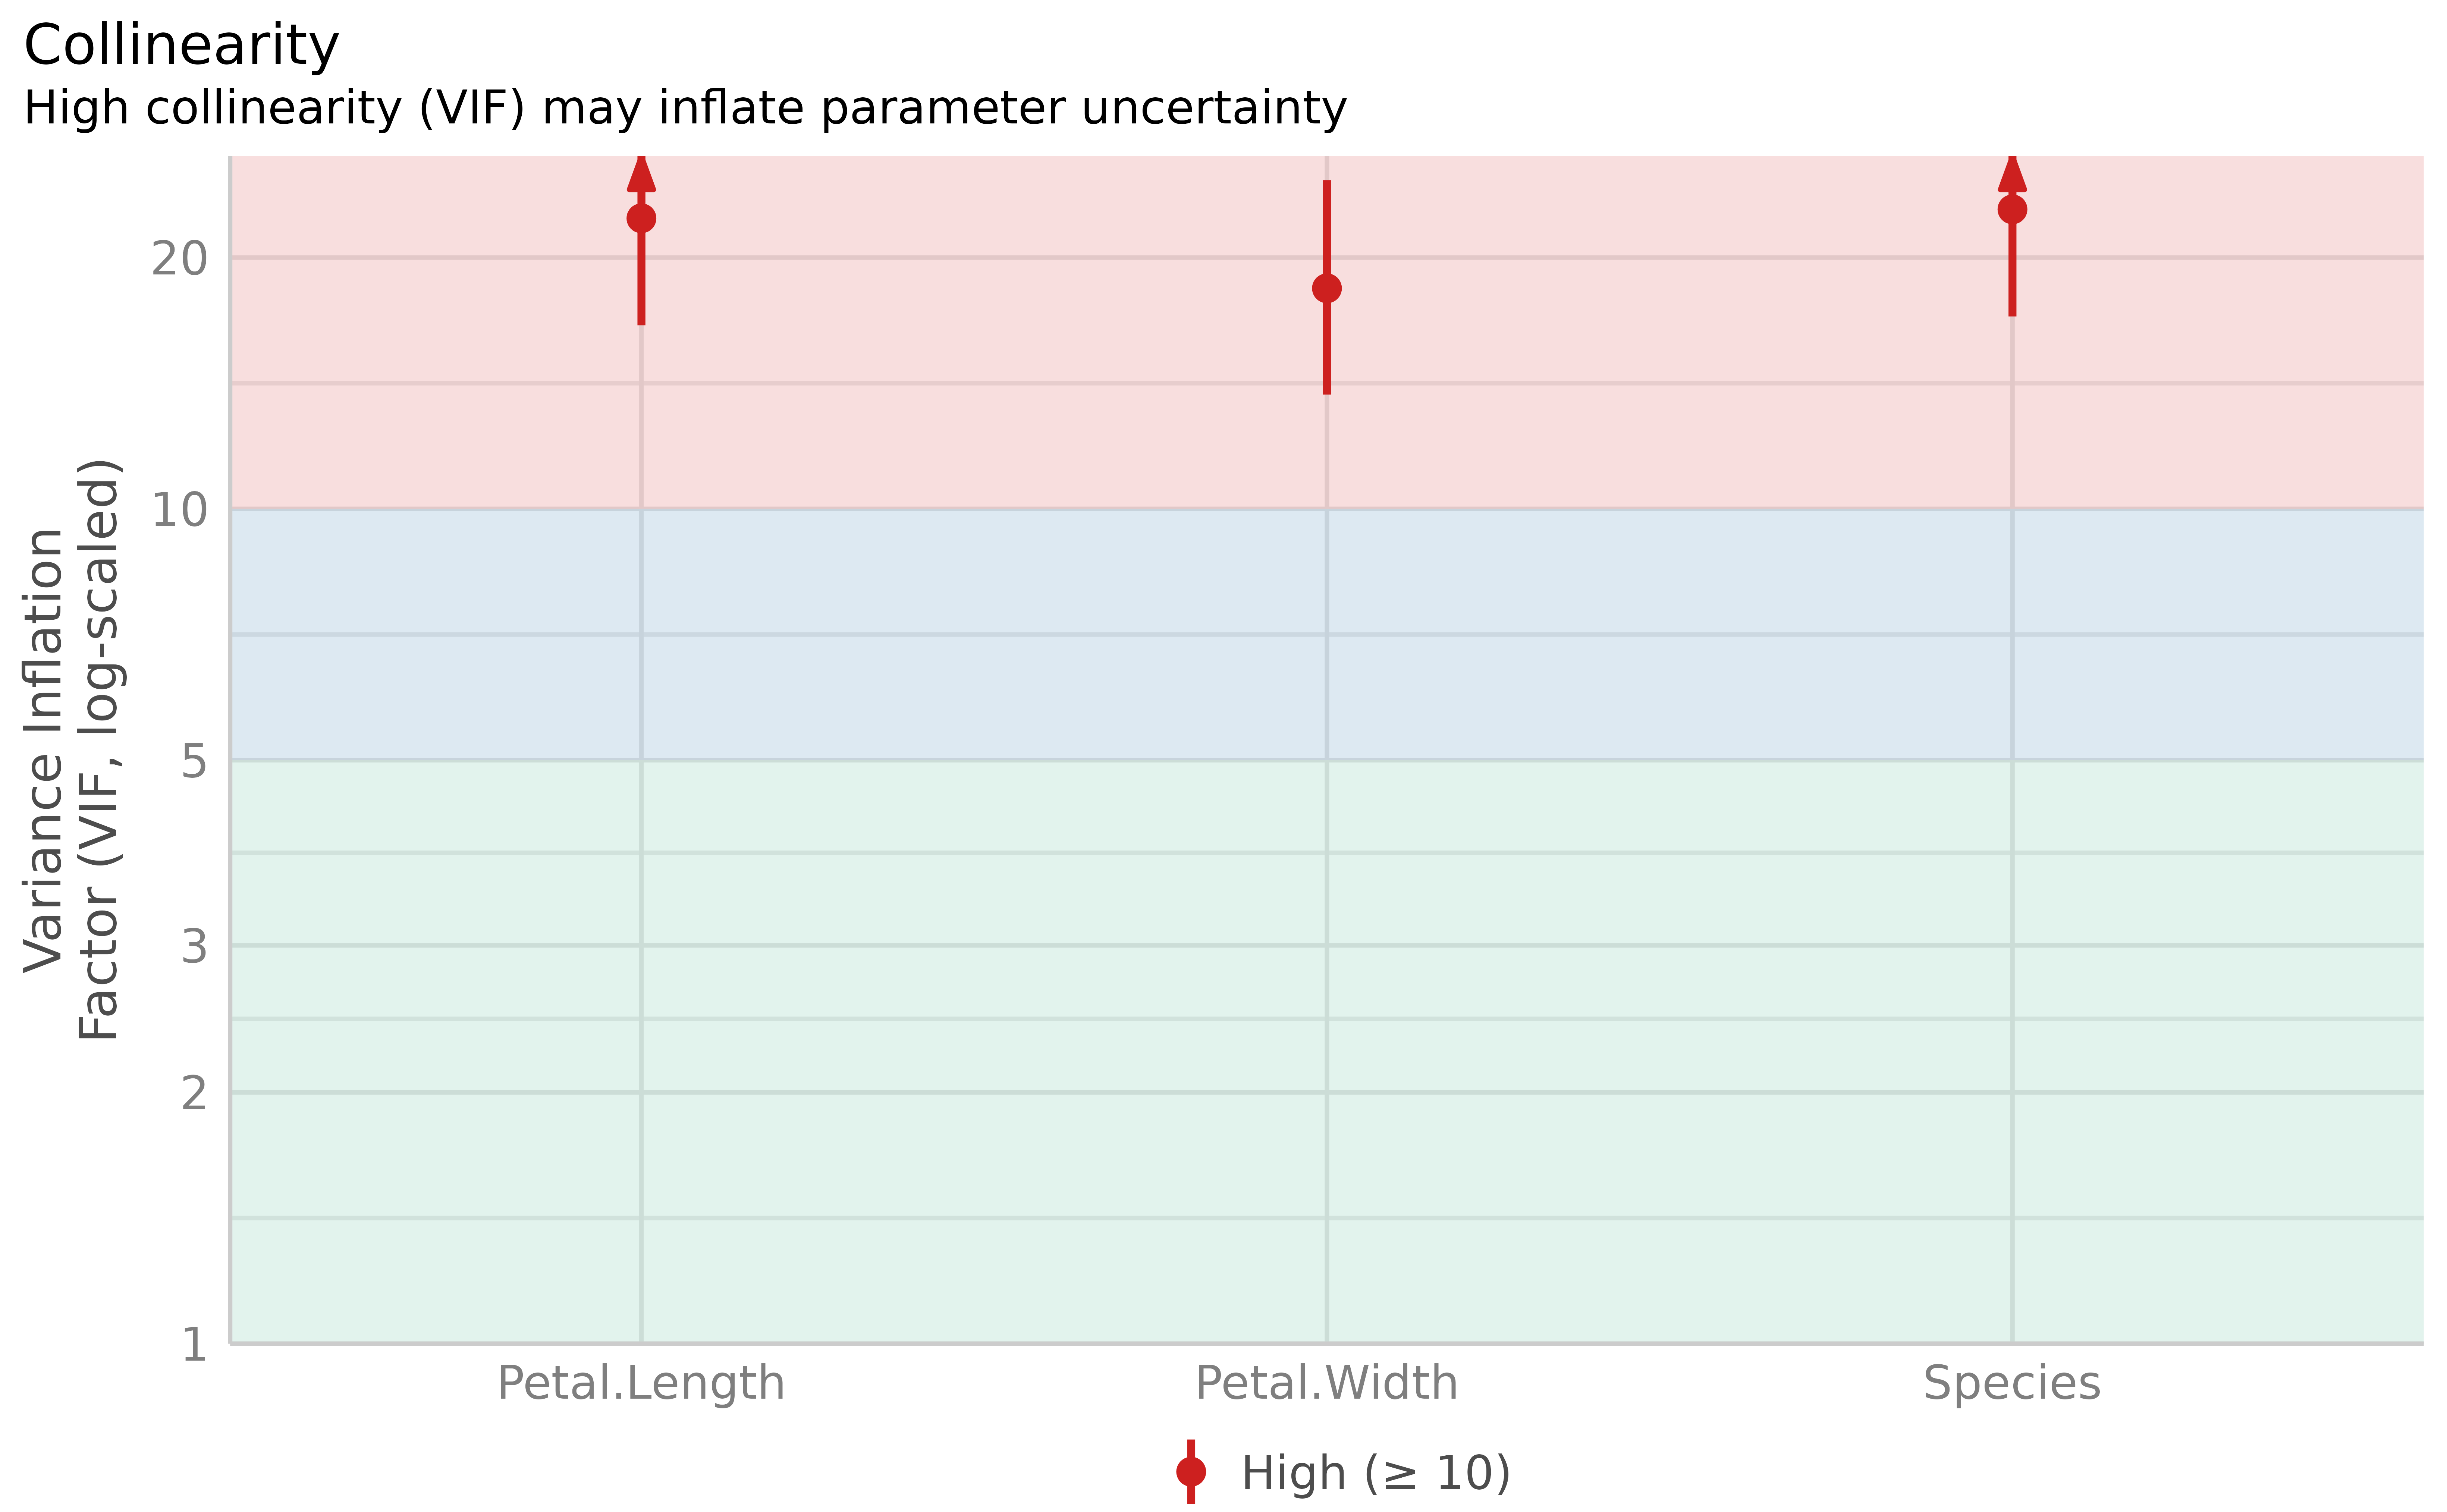 Collinearity
High collinearity (VIF) may inflate parameter uncertainty
Variance Inflation
Factor (VIF, log-scaled)
20
10
5
3
2
1
Petal.Length
Petal.Width
Species
High (≥ 10)